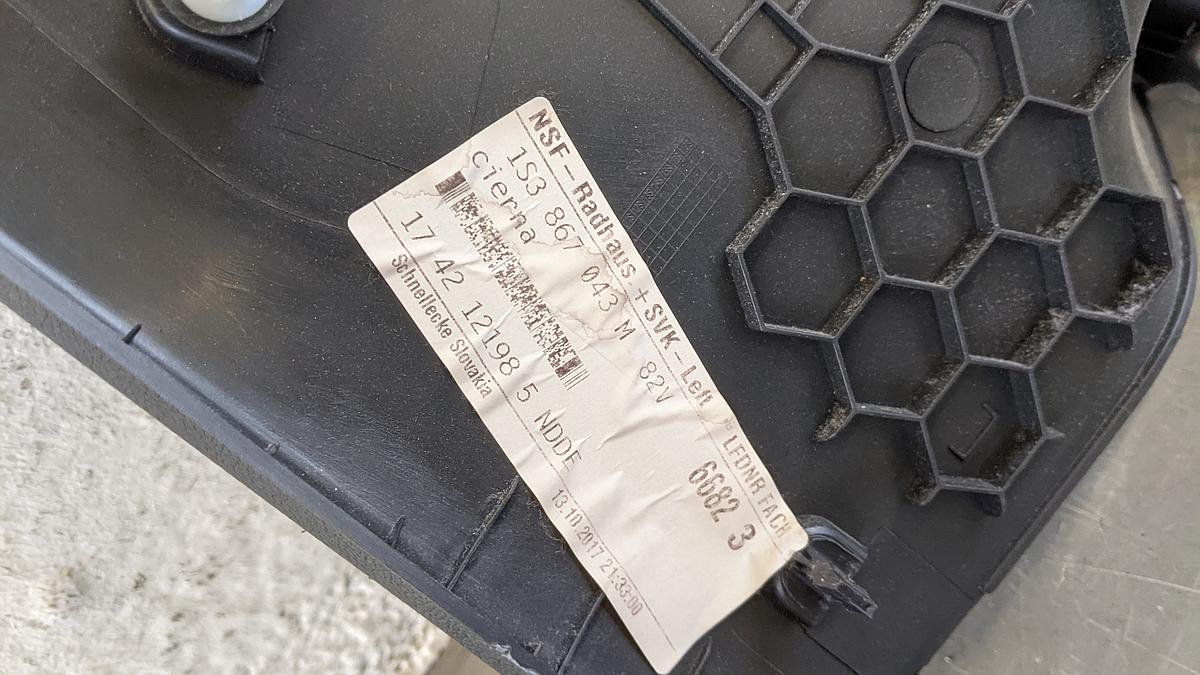 NSF-Radhaus.+SVK-Left LFDNR FACH
1S3 867 043 M 82V 6682 3
cierna
17 42 12198 5 NDDE
Schnellecke Slovakia 13.10.2017 21:33:00
L